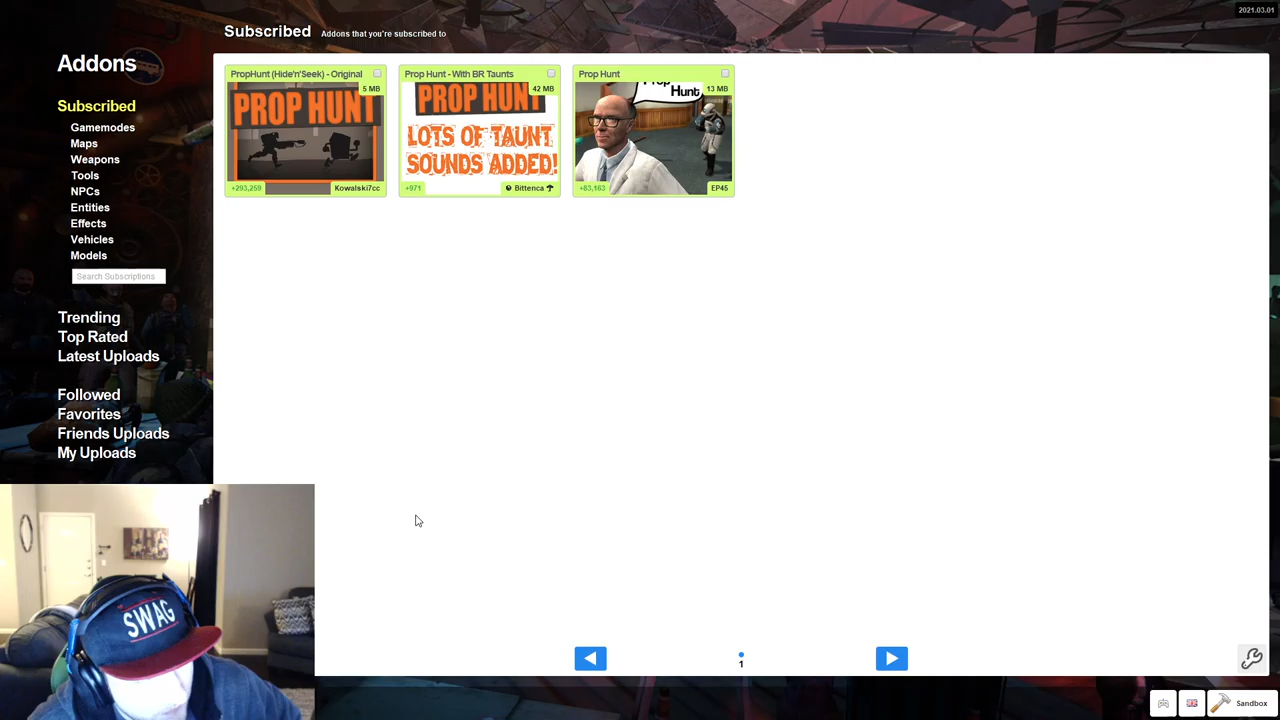 2021.03.01
Subscribed Addons that you're subscribed to
Addons
Subscribed
Gamemodes
Maps
Weapons
Tools
NPCs
Entities
Effects
Vehicles
Models
Search Subscriptions
Trending
Top Rated
Latest Uploads
Followed
Favorites
Friends Uploads
My Uploads
PropHunt (Hide'n'Seek) - Original
5 MB
PROP HUNT
+293,259
Kowalski7cc
Prop Hunt - With BR Taunts
42 MB
PROP HUNT
LOTS OF TAUNT
SOUNDS ADDED!
+971
Bittenca
Prop Hunt
13 MB
Prop
Hunt
+83,163
EP45
SWAG
1
Sandbox